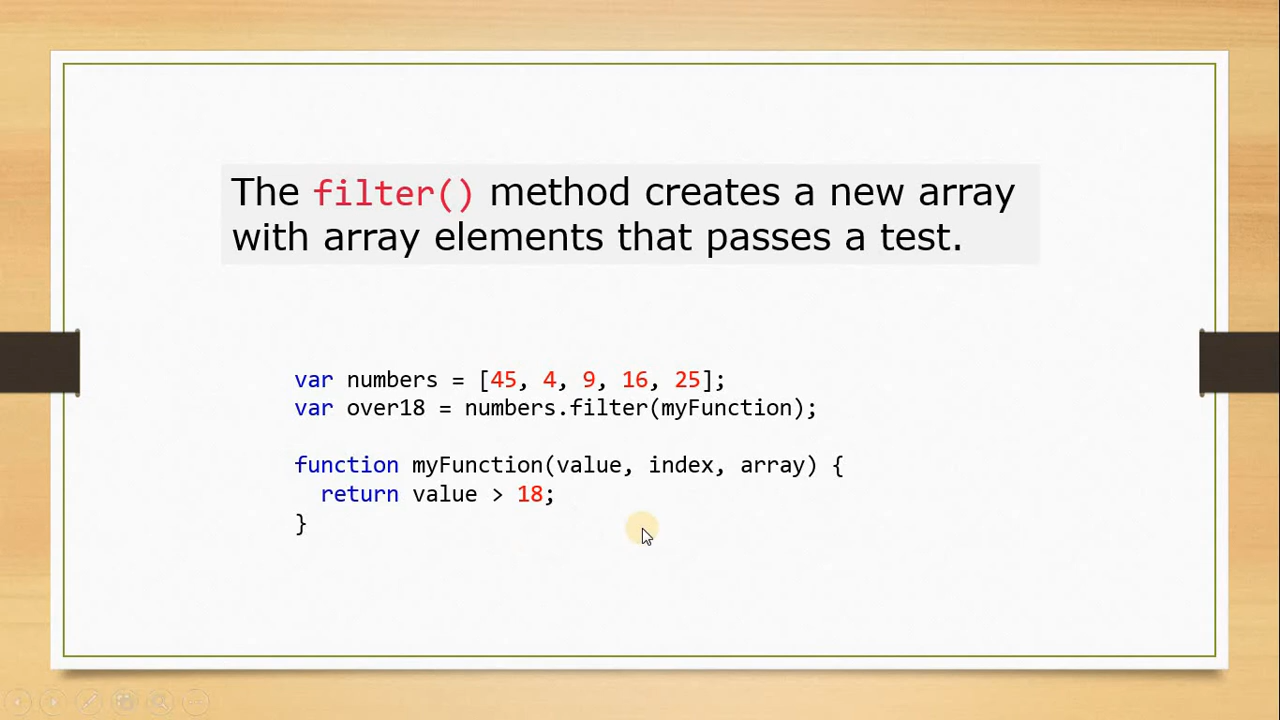 The filter() method creates a new array
with array elements that passes a test.
var numbers = [45, 4, 9, 16, 25];
var over18 = numbers.filter(myFunction);
function myFunction(value, index, array) {
  return value > 18;
}